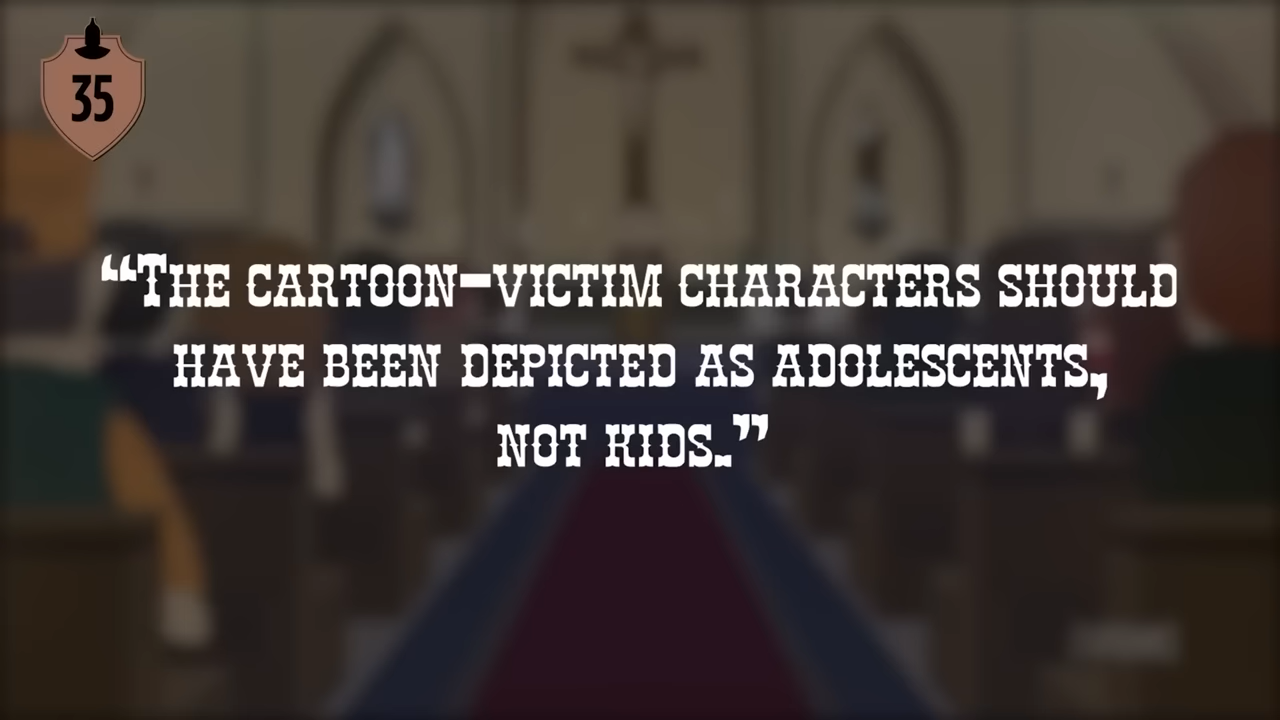 35
“The cartoon-victim characters should
have been depicted as adolescents,
not kids.”